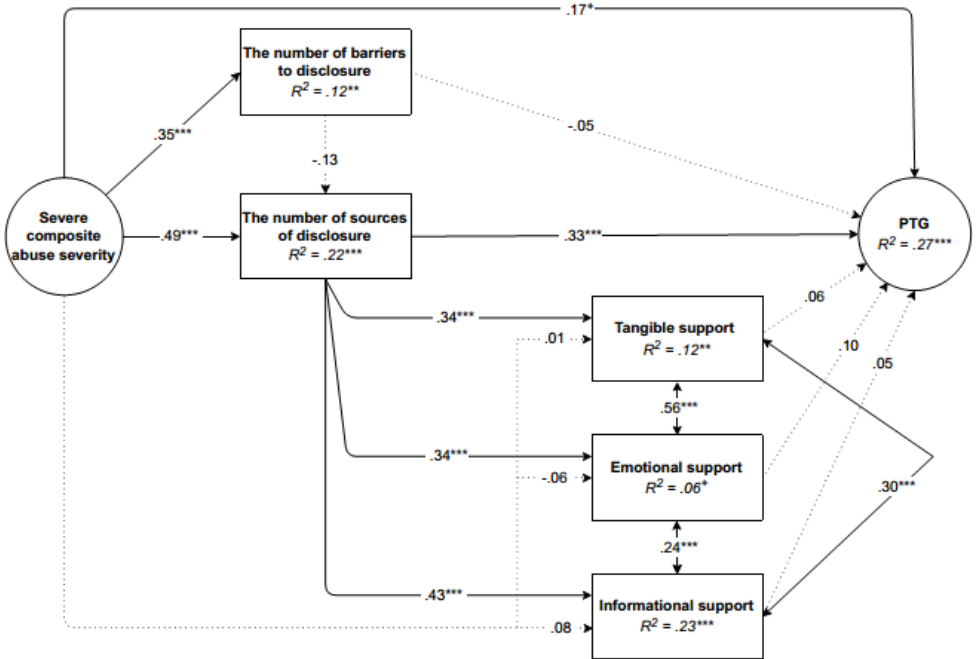 .17*
The number of barriers
to disclosure
R² = .12**
.35***
-.05
-.13
Severe
composite
abuse severity
.49***
The number of sources
of disclosure
R² = .22***
.33***
PTG
R² = .27***
.34***
.01
Tangible support
R² = .12**
.06
.10
.05
.56***
.34***
-.06
Emotional support
R² = .06*
.30***
.24***
.43***
.08
Informational support
R² = .23***